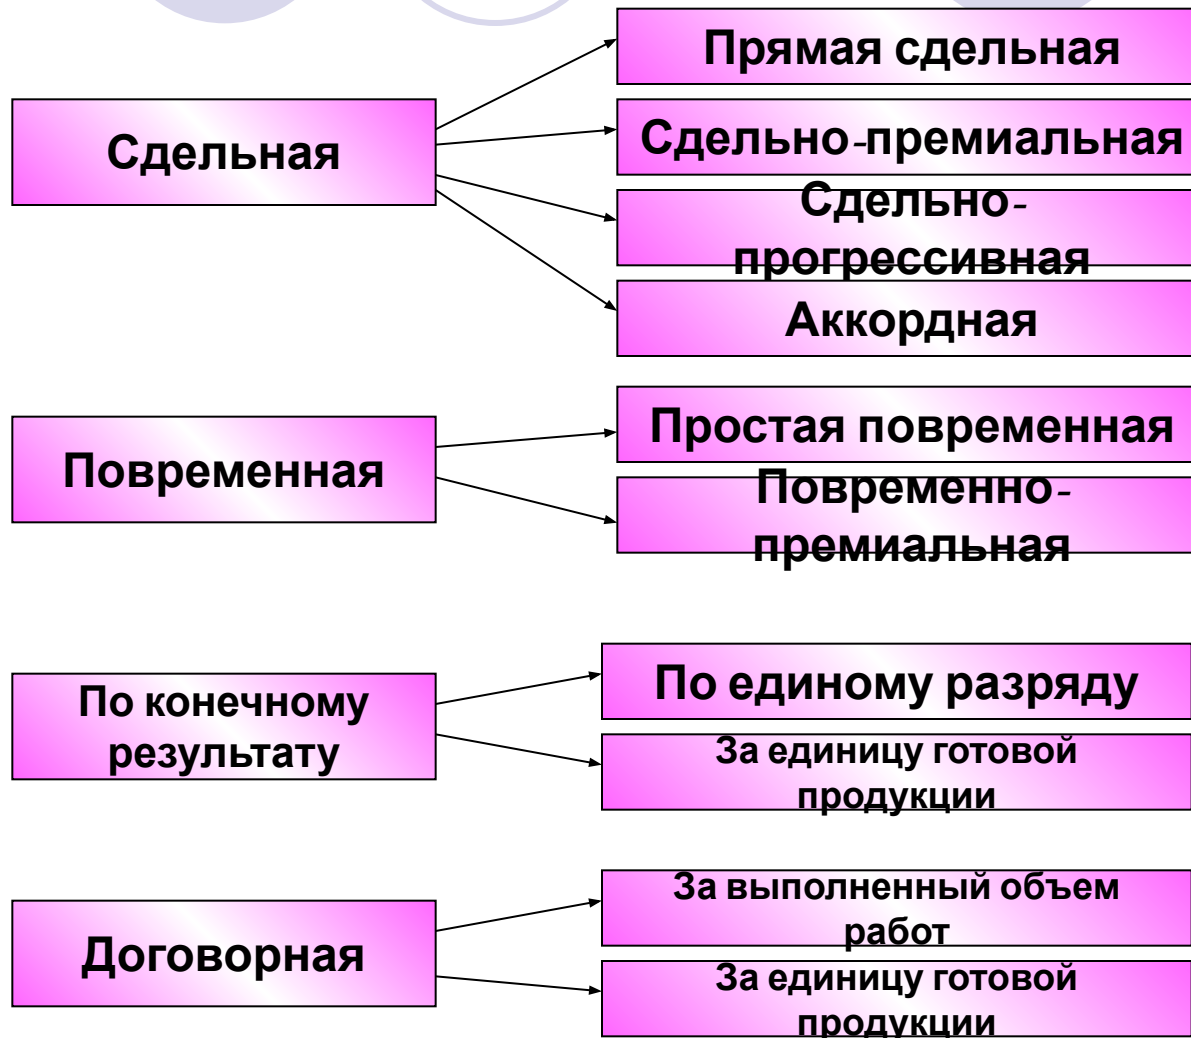 Сдельная
Прямая сдельная
Сдельно-премиальная
Сдельно-
прогрессивная
Аккордная
Повременная
Простая повременная
Повременно-
премиальная
По конечному
результату
По единому разряду
За единицу готовой
продукции
Договорная
За выполненный объем
работ
За единицу готовой
продукции